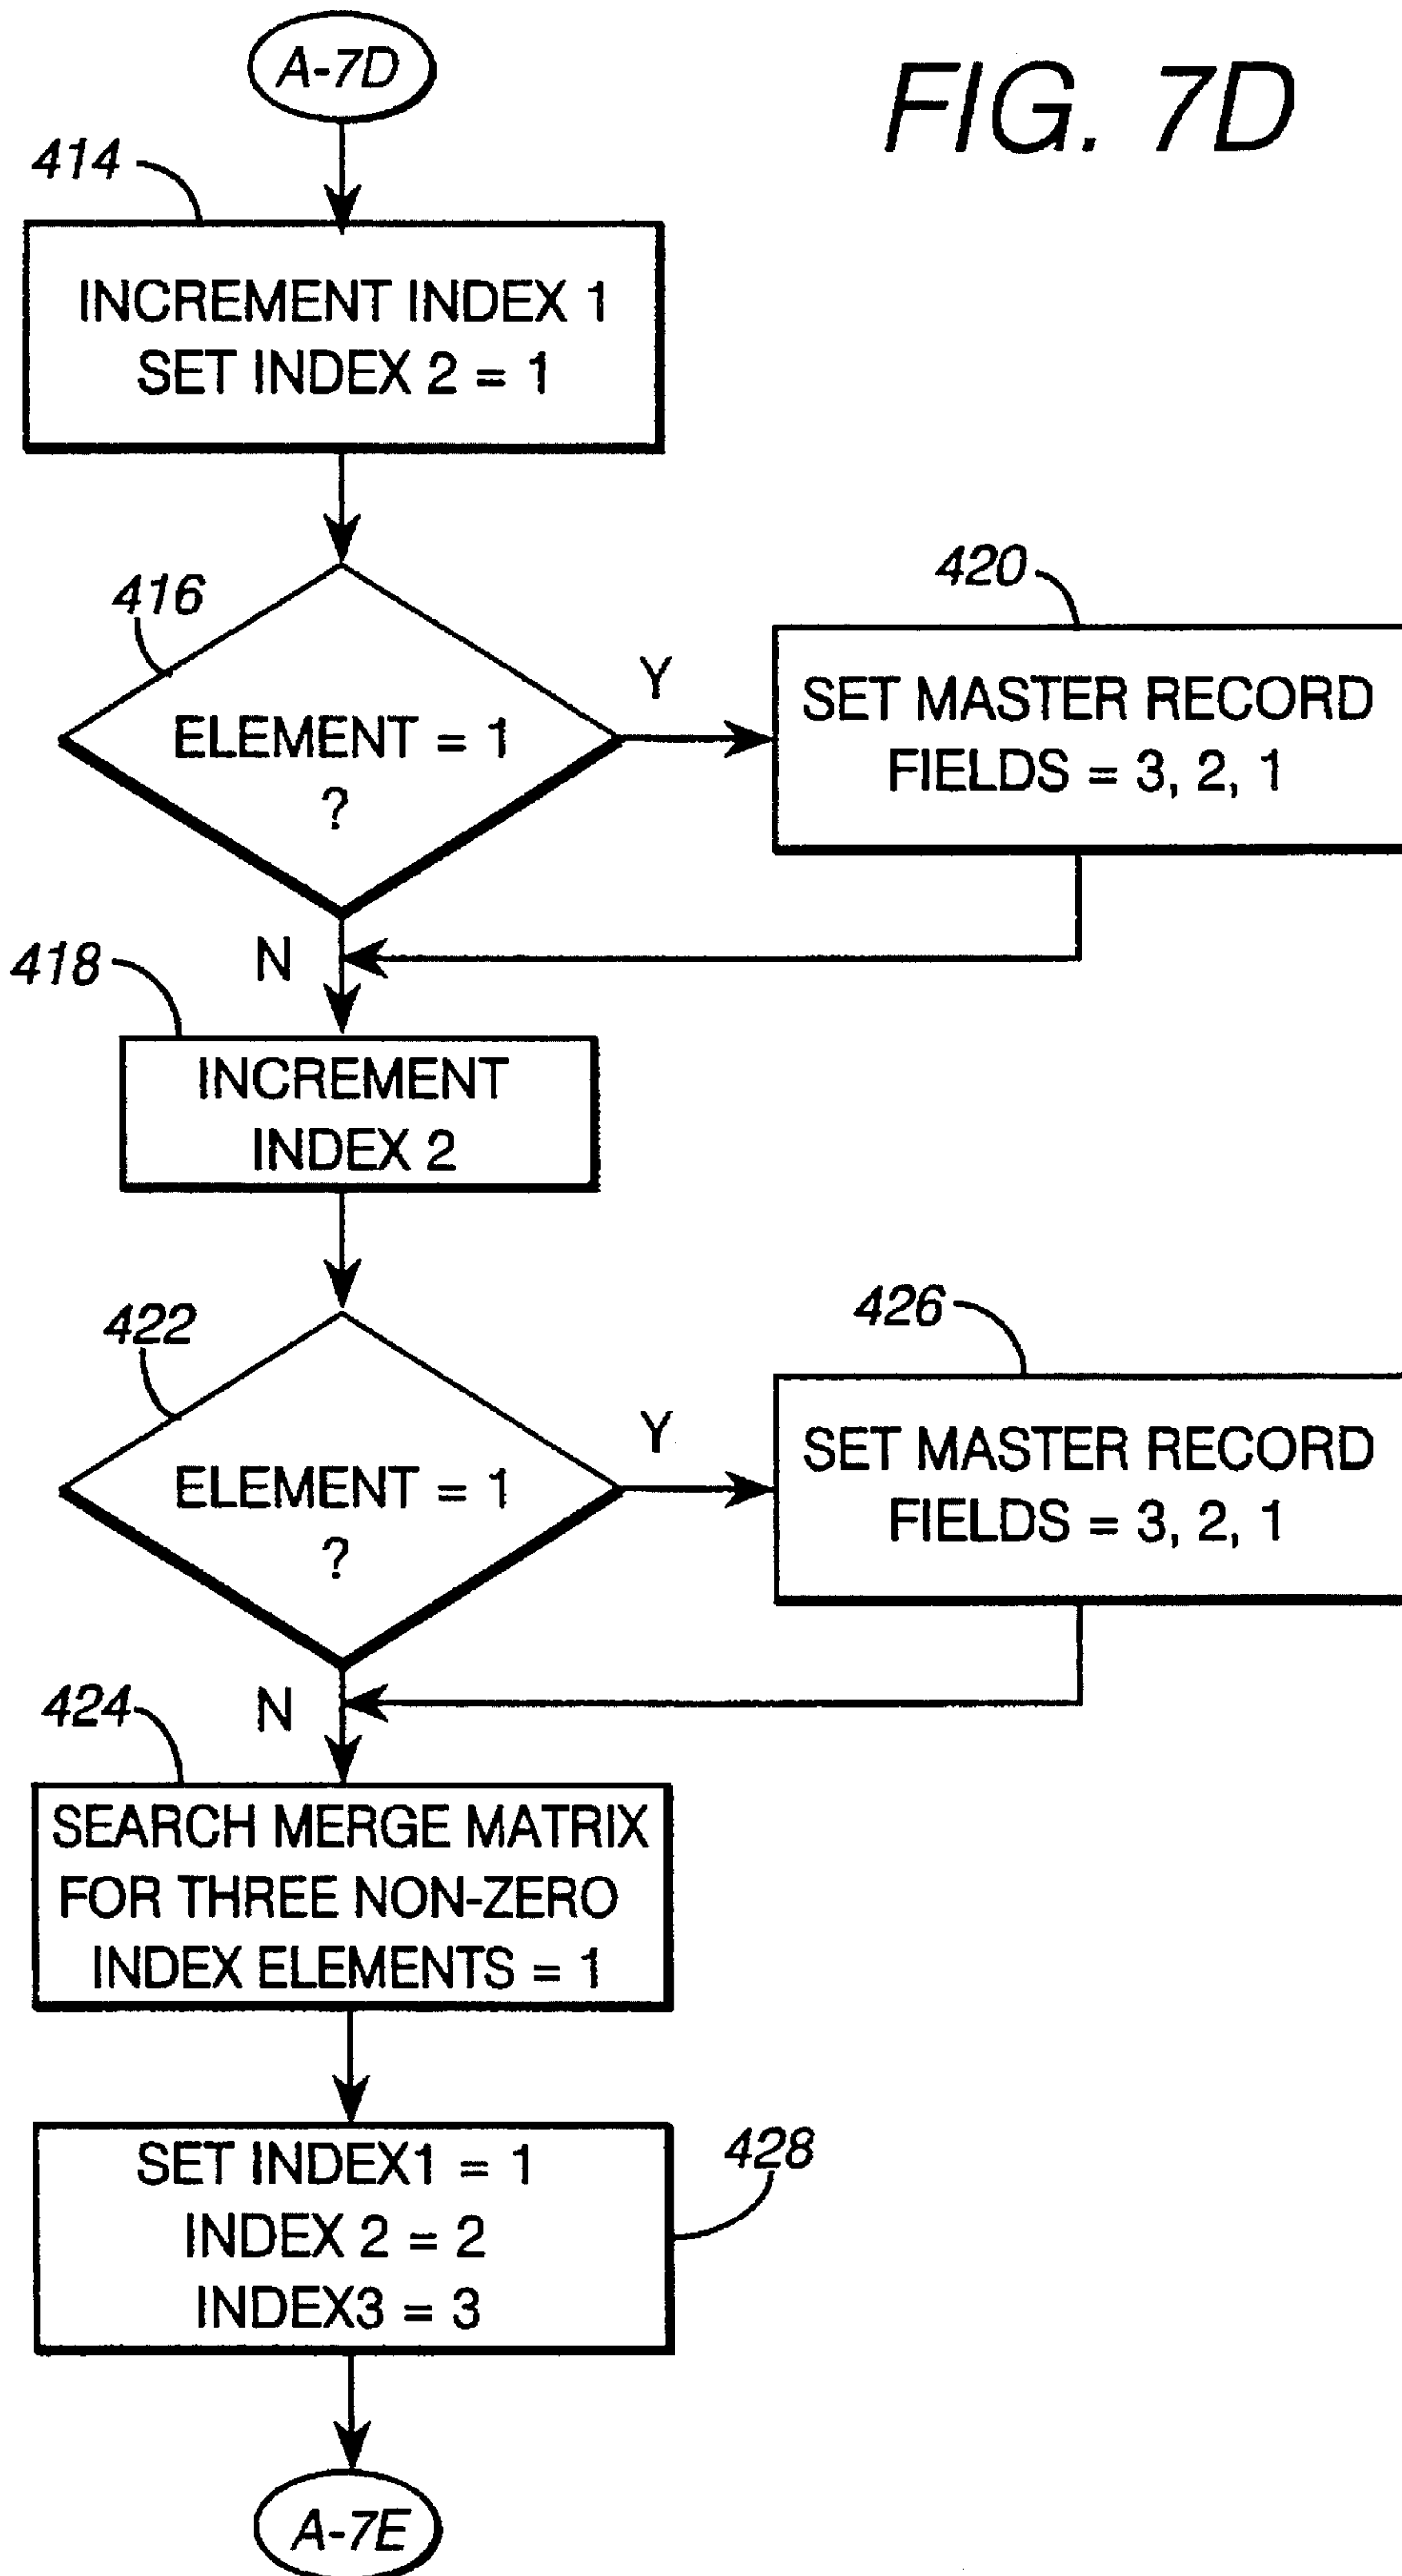 A-7D
FIG. 7D
414
INCREMENT INDEX 1
SET INDEX 2 = 1
416
ELEMENT = 1
?
Y
420
SET MASTER RECORD
FIELDS = 3, 2, 1
N
418
INCREMENT
INDEX 2
422
ELEMENT = 1
?
Y
426
SET MASTER RECORD
FIELDS = 3, 2, 1
N
424
SEARCH MERGE MATRIX
FOR THREE NON-ZERO
INDEX ELEMENTS = 1
SET INDEX1 = 1
INDEX 2 = 2
INDEX3 = 3
428
A-7E